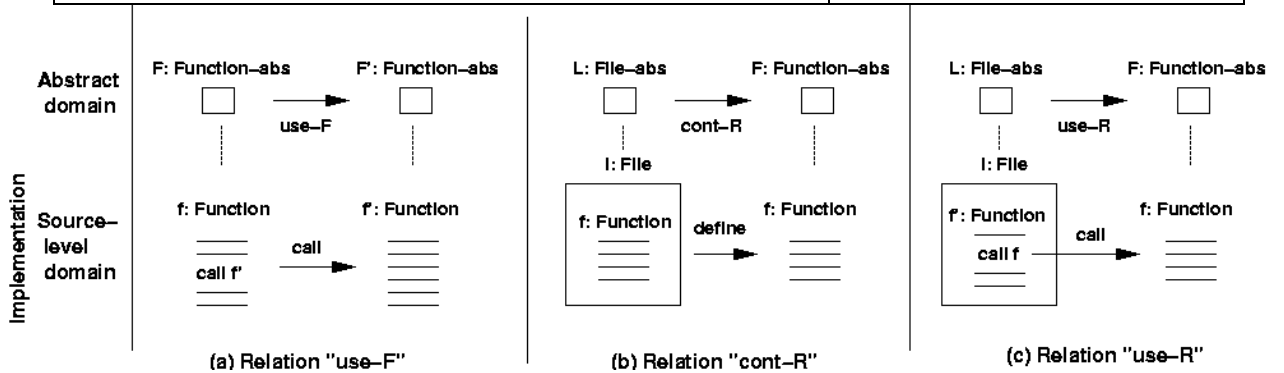 F: Function–abs F': Function–abs L: File–abs F: Function–abs L: File–abs F: Function–abs
Abstract
domain
use–F cont–R use–R
l: File l: File
Implementation
Source–
level
domain
f: Function f': Function f: Function f: Function f': Function f: Function
call define call
call f' call f
(a) Relation "use–F" (b) Relation "cont–R" (c) Relation "use–R"